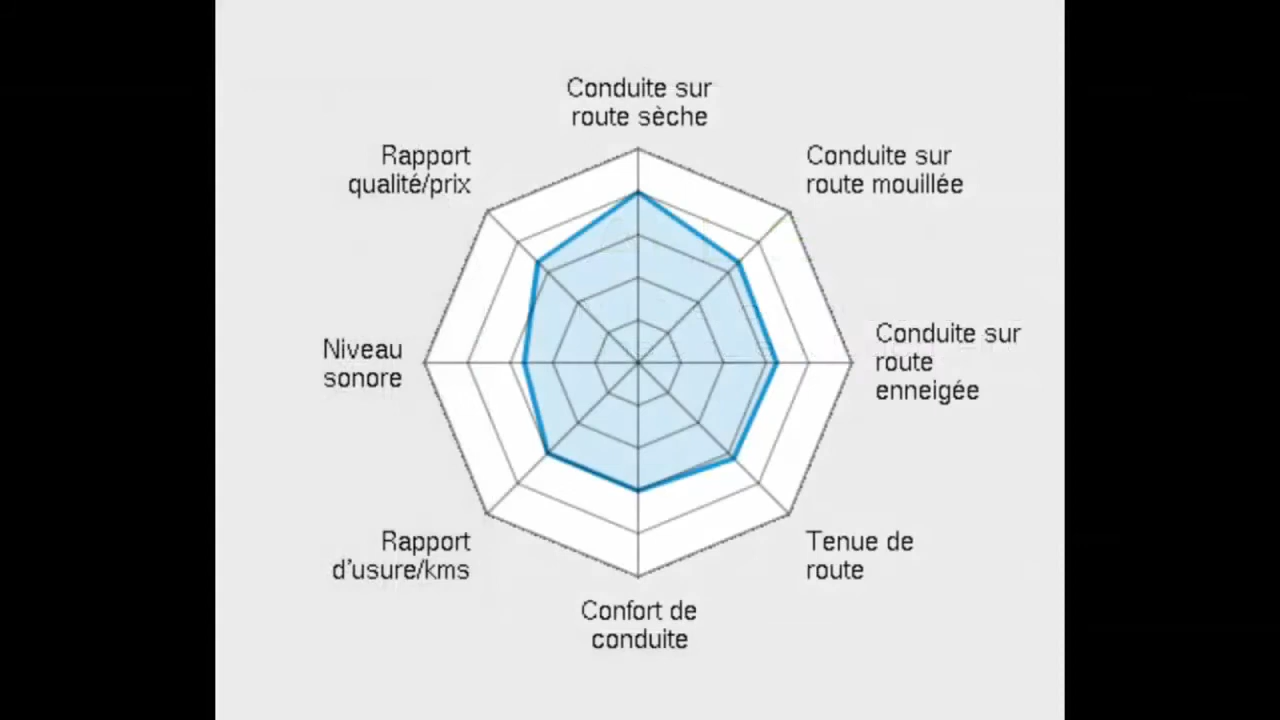 Conduite sur
route sèche
Rapport
qualité/prix
Conduite sur
route mouillée
Niveau
sonore
Conduite sur
route
enneigée
Rapport
d'usure/kms
Tenue de
route
Confort de
conduite